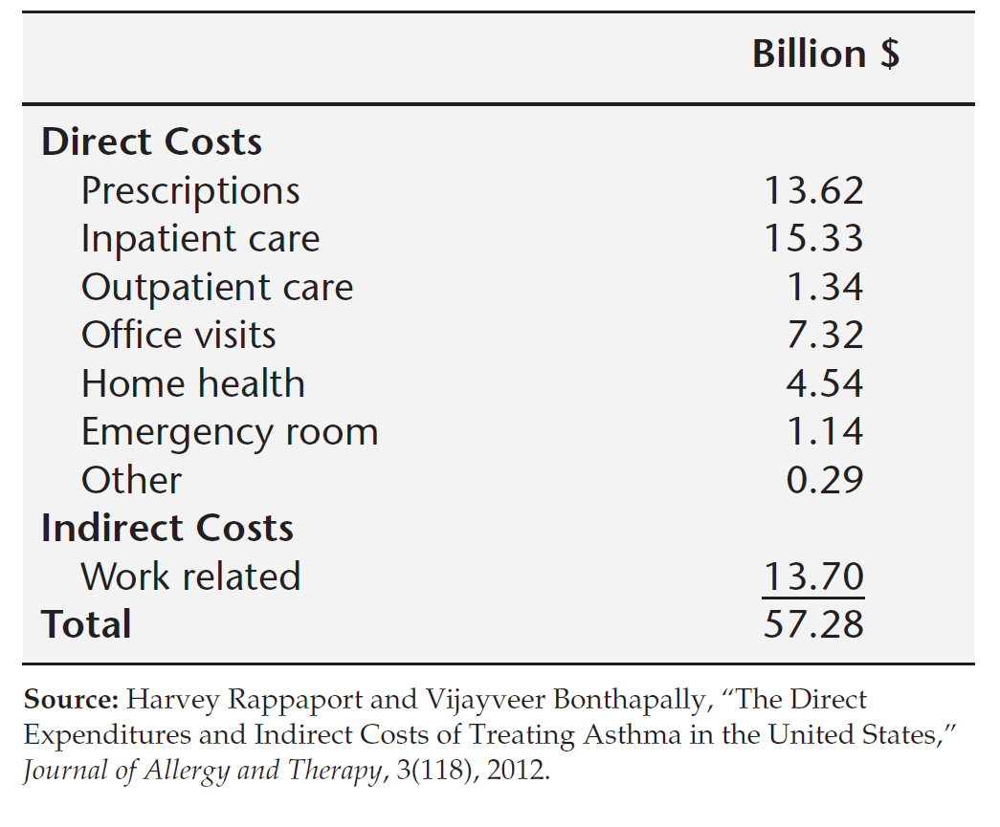 Billion $
Direct Costs
Prescriptions 13.62
Inpatient care 15.33
Outpatient care 1.34
Office visits 7.32
Home health 4.54
Emergency room 1.14
Other 0.29
Indirect Costs
Work related 13.70
Total 57.28
Source: Harvey Rappaport and Vijayveer Bonthapally, “The Direct
Expenditures and Indirect Costs of Treating Asthma in the United States,”
Journal of Allergy and Therapy, 3(118), 2012.